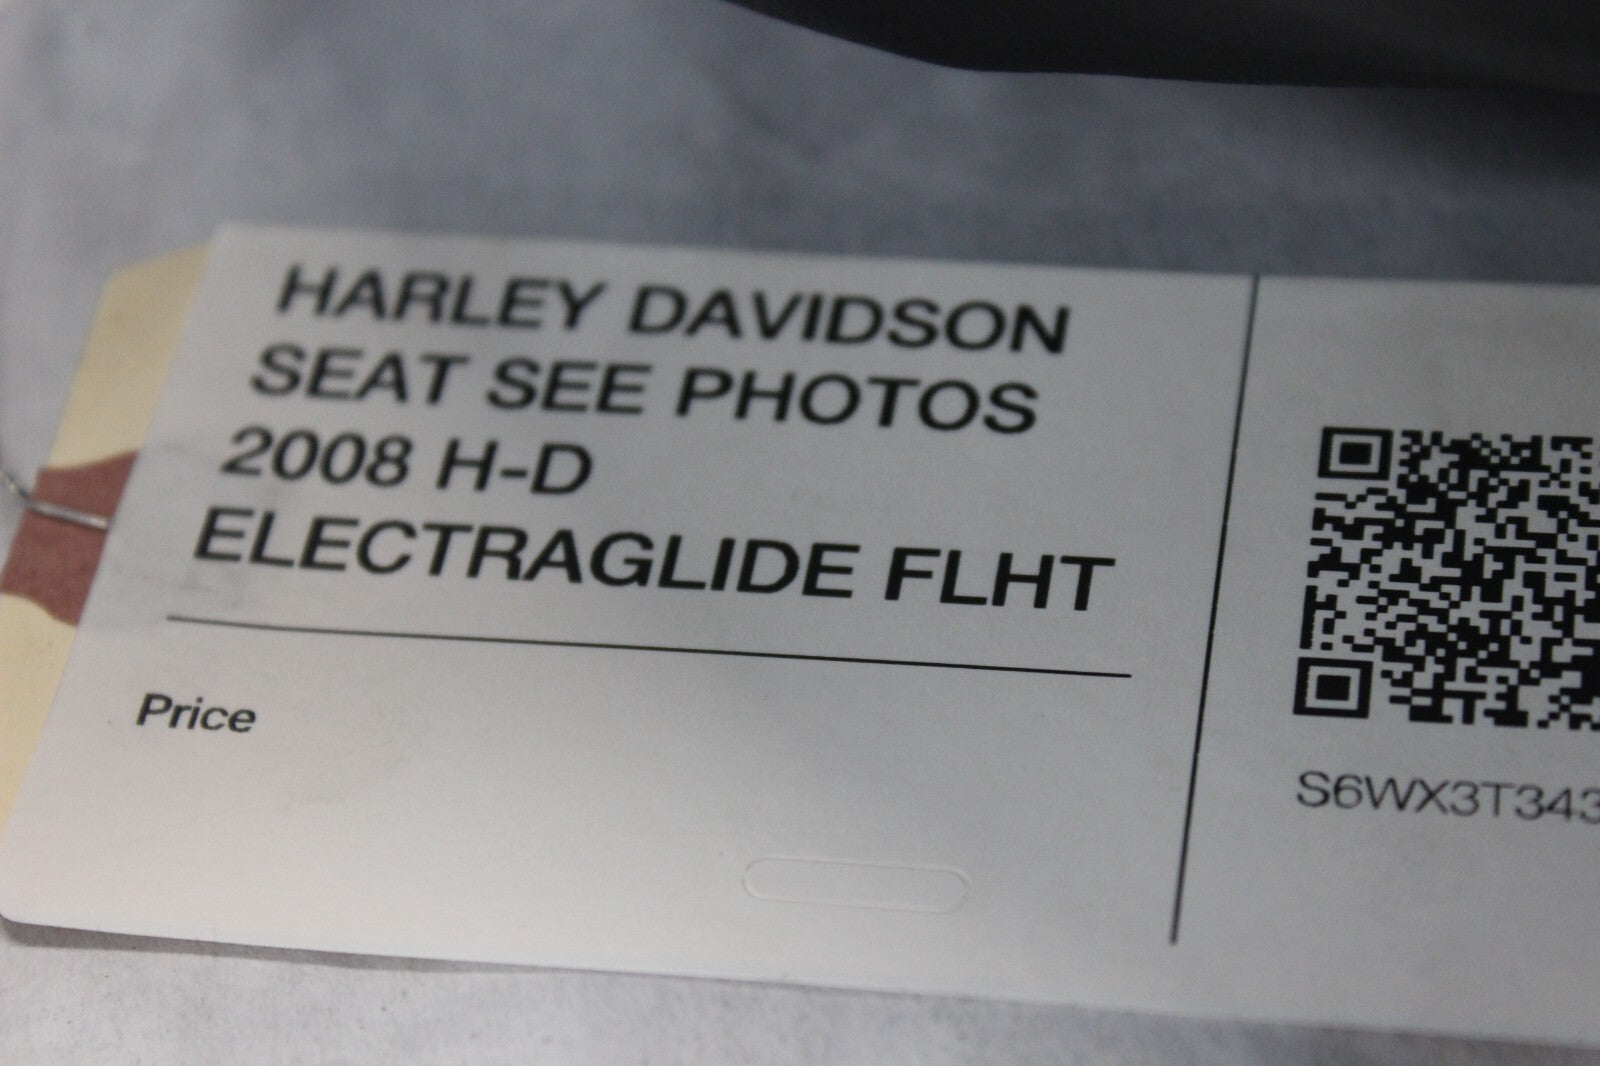 HARLEY DAVIDSON
SEAT SEE PHOTOS
2008 H-D
ELECTRAGLIDE FLHT
Price
S6WX3T343